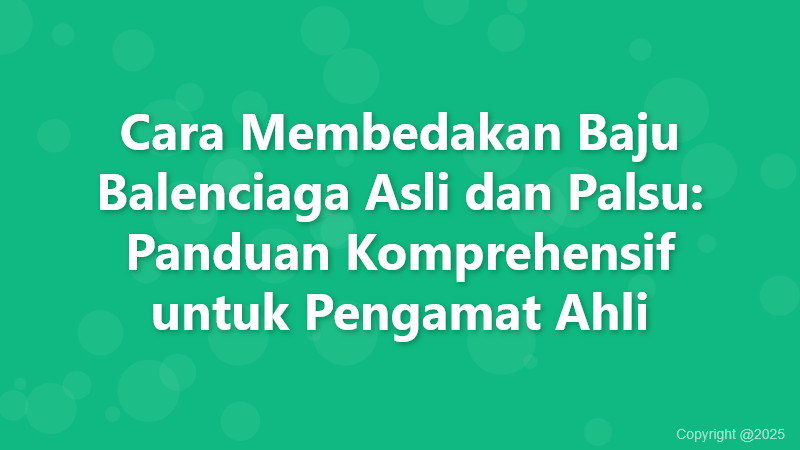 Cara Membedakan Baju
Balenciaga Asli dan Palsu:
Panduan Komprehensif
untuk Pengamat Ahli
Copyright @2025